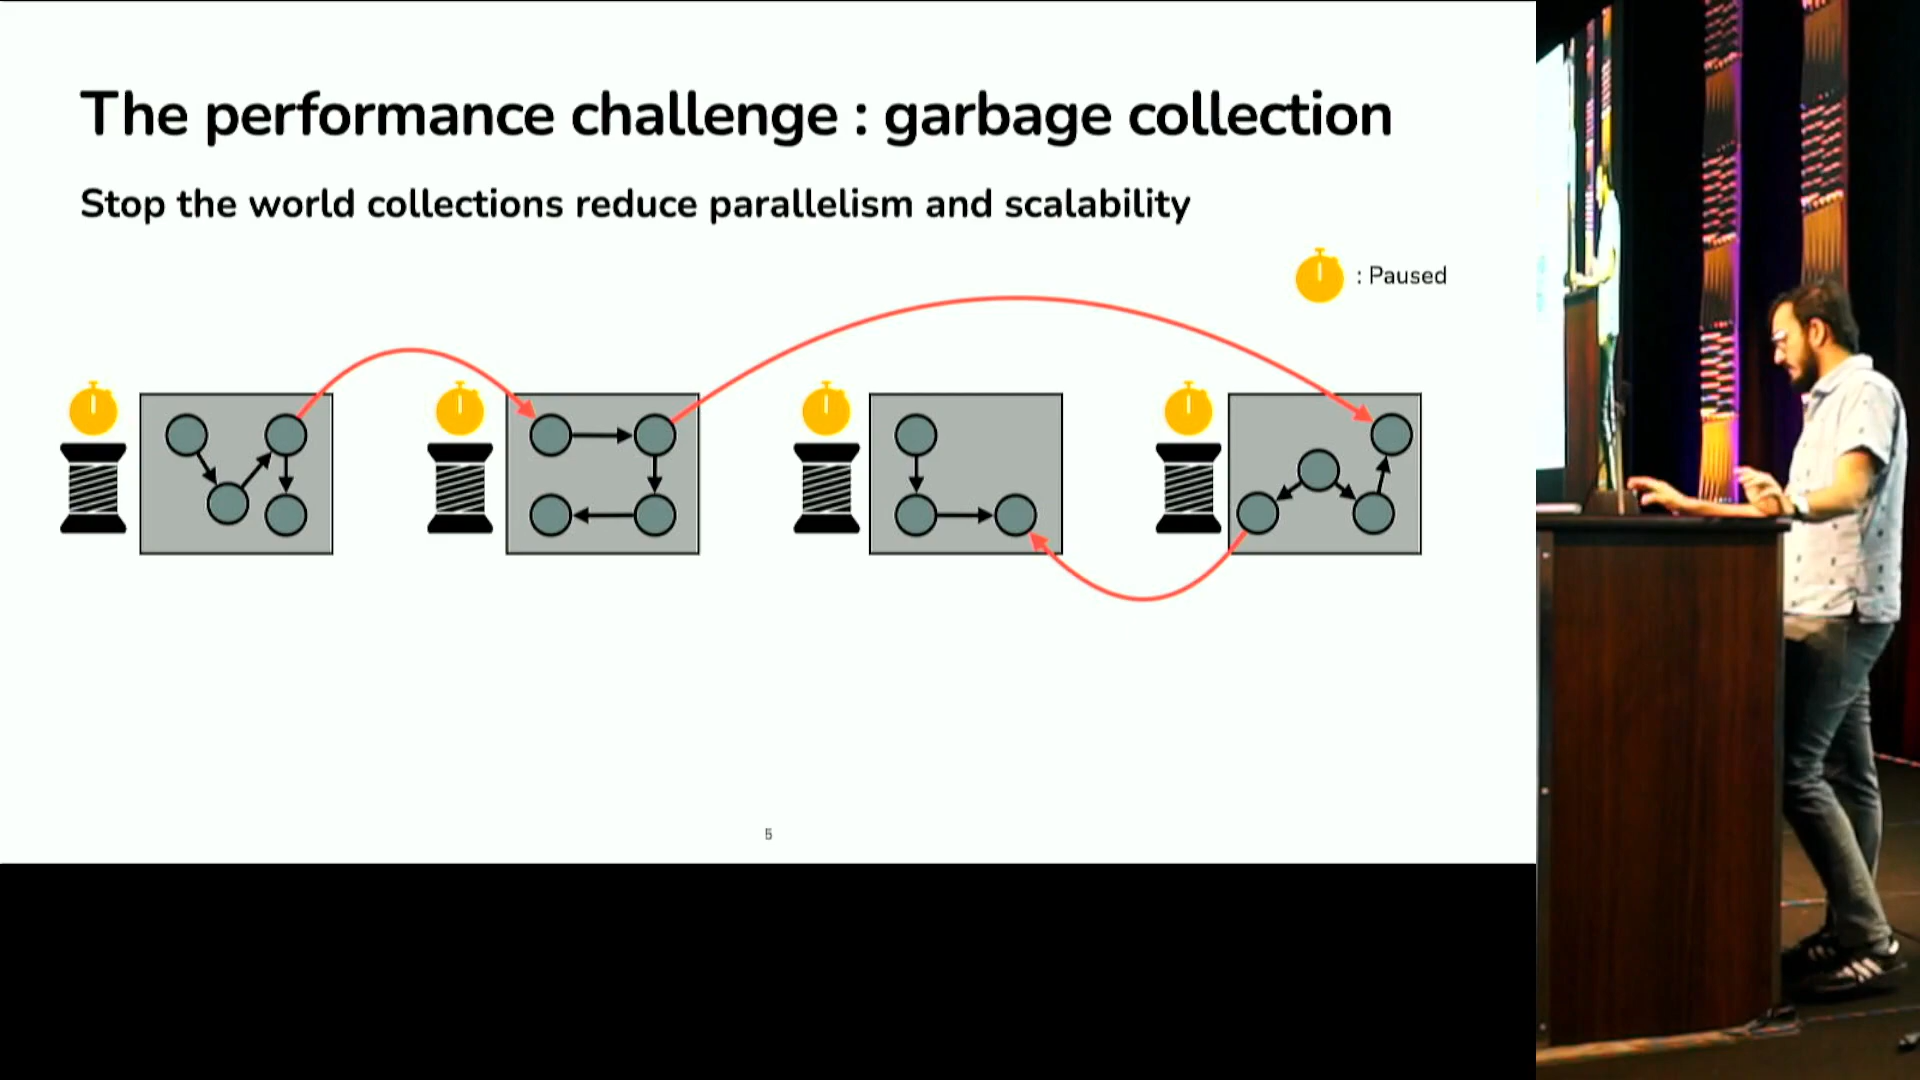 The performance challenge : garbage collection
Stop the world collections reduce parallelism and scalability
: Paused
5